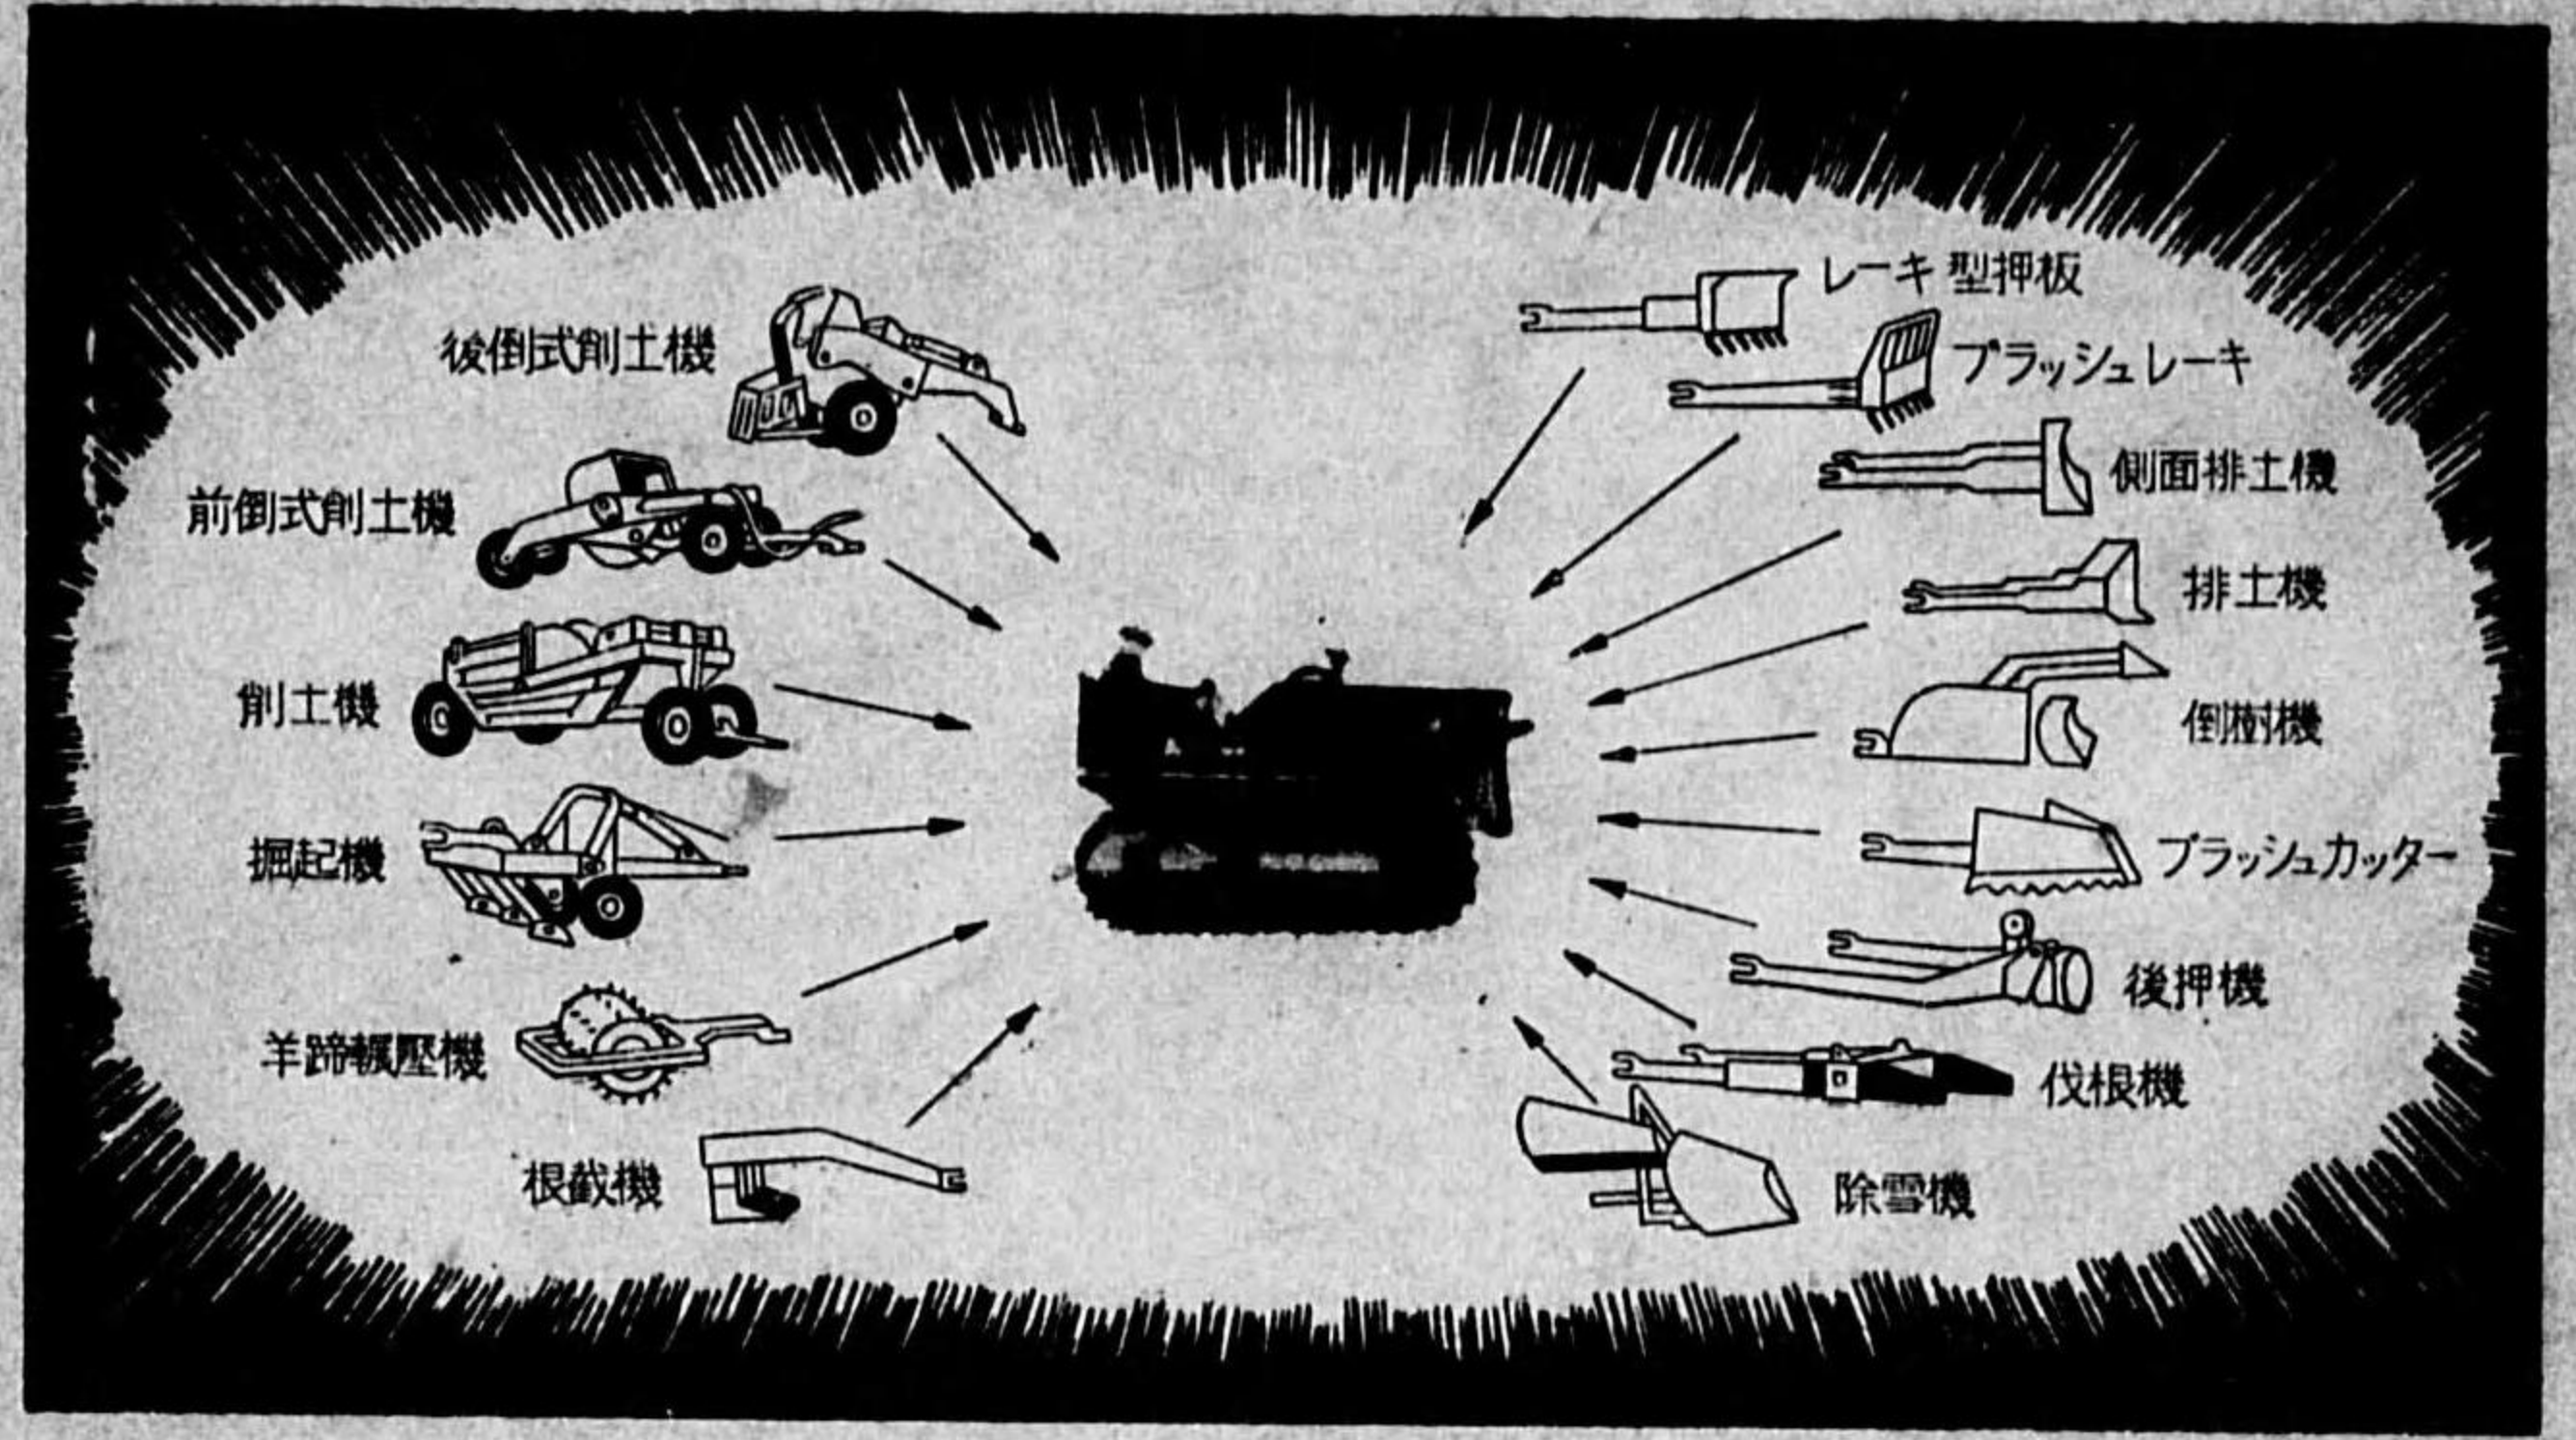 後倒式削土機
前倒式削土機
削土機
掘起機
羊蹄輾壓機
根截機
レーキ型押板
ブラッシュレーキ
側面排土機
排土機
倒樹機
ブラッシュカッター
後押機
伐根機
除雪機